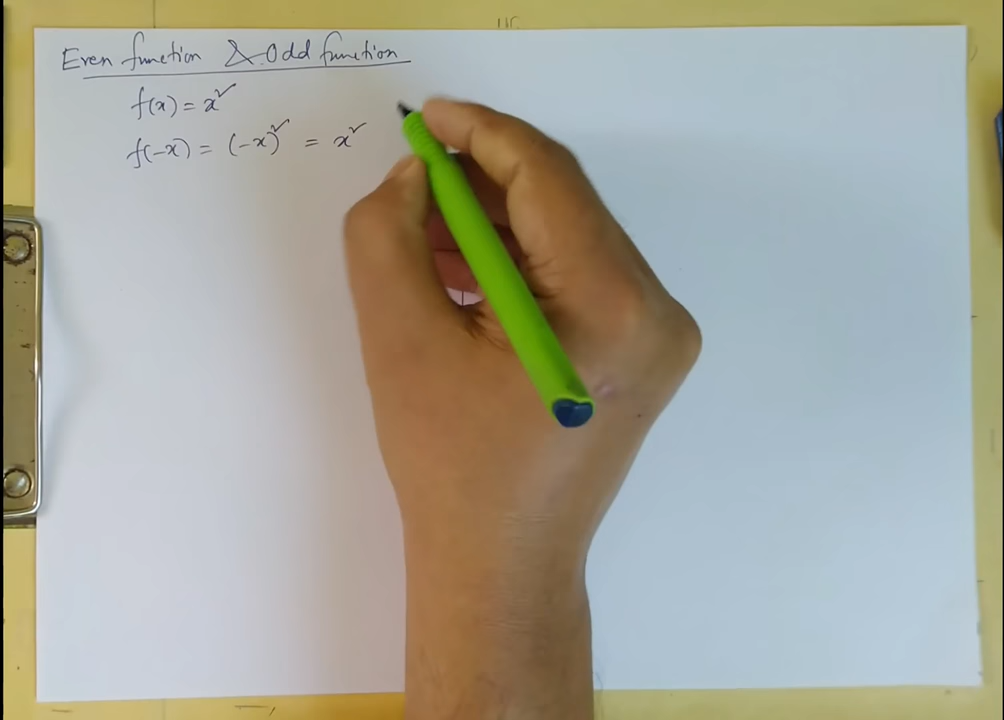 Even function & Odd function
f(x) = x²
f(-x) = (-x)² = x²